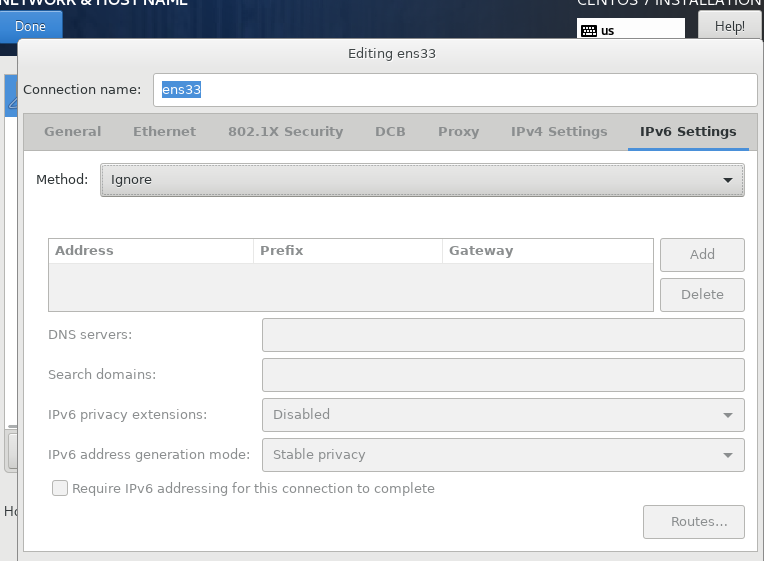 NETWORK & HOST NAME
CENTOS 7 INSTALLATION
Done
us
Help!
Editing ens33
Connection name: ens33
General Ethernet 802.1X Security DCB Proxy IPv4 Settings IPv6 Settings
Method: Ignore
Address Prefix Gateway
Add
Delete
DNS servers:
Search domains:
IPv6 privacy extensions: Disabled
IPv6 address generation mode: Stable privacy
Require IPv6 addressing for this connection to complete
Routes...